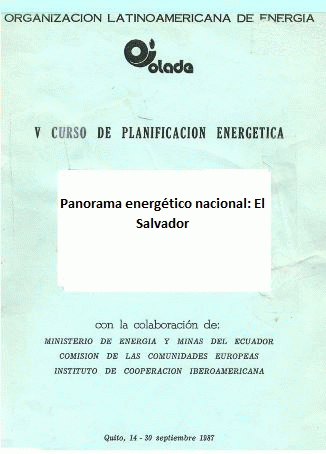 ORGANIZACION LATINOAMERICANA DE ENERGIA
olade
V CURSO DE PLANIFICACION ENERGETICA
Panorama energético nacional: El
Salvador
con la colaboración de:
MINISTERIO DE ENERGIA Y MINAS DEL ECUADOR
COMISION DE LAS COMUNIDADES EUROPEAS
INSTITUTO DE COOPERACION IBEROAMERICANA
Quito, 14 - 30 septiembre 1987